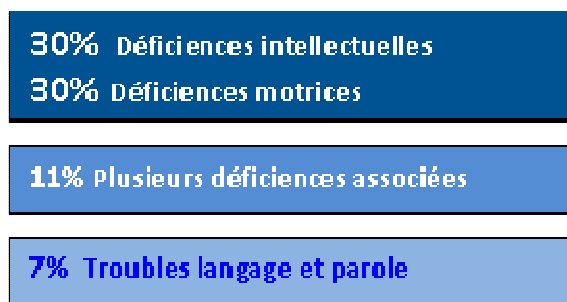 30% Déficiences intellectuelles
30% Déficiences motrices
11% Plusieurs déficiences associées
7% Troubles langage et parole